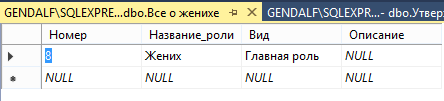 GENDALF\SQLEXPRE...dbo.Все о женихе GENDALF\SQLEXPR...- dbo.Утвер
Номер Название_роли Вид Описание
8 Жених Главная роль NULL
NULL NULL NULL NULL